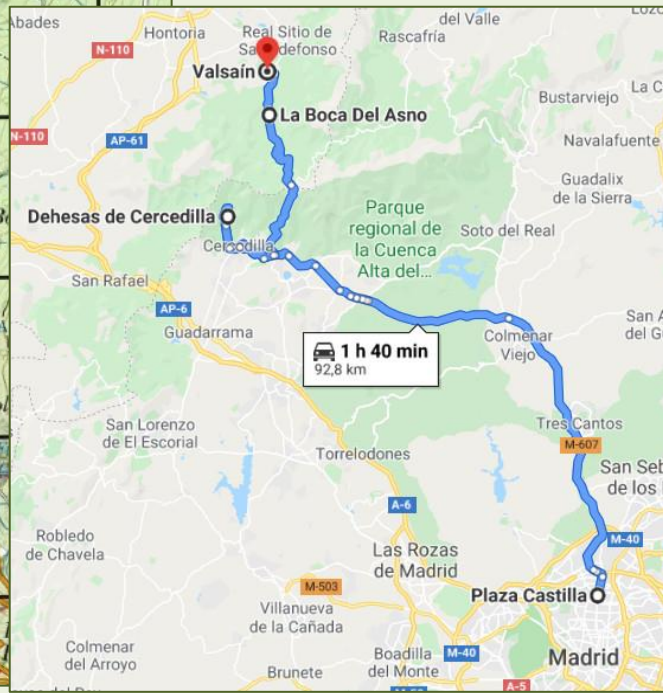 Abades
Hontoria
Real Sitio de
San Ildefonso
del Valle
Rascafría
N-110
Valsaín
La Boca Del Asno
Bustarviejo
N-110
AP-61
Navalafuente
Guadalix
de la Sierra
Dehesas de Cercedilla
Parque
regional de
la Cuenca
Alta del...
Soto del Real
Cercedilla
San Rafael
AP-6
Guadarrama
1 h 40 min
92,8 km
Colmenar
Viejo
San Lorenzo
de El Escorial
Tres Cantos
M-607
Torrelodones
San Seb
de los
A-6
Robledo
de Chavela
M-40
Las Rozas
de Madrid
M-503
Plaza Castilla
Villanueva
de la Cañada
Colmenar
del Arroyo
Boadilla
del Monte
M-40
Madrid
Brunete
A-5